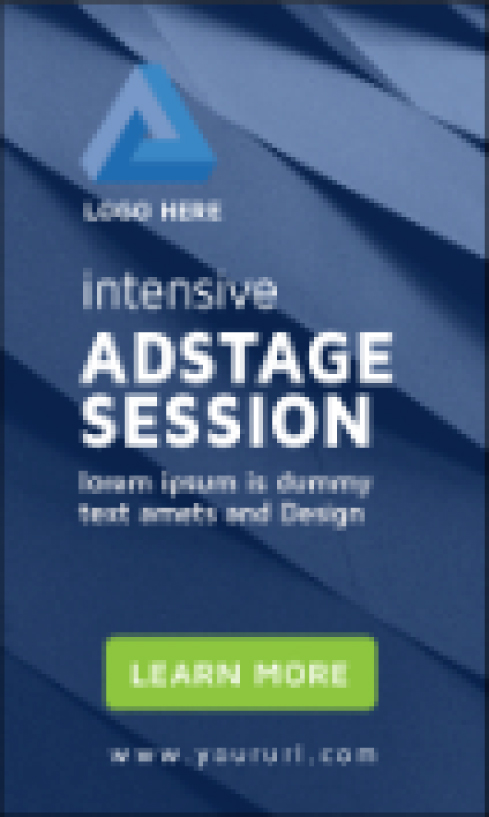 LOGO HERE
intensive
ADSTAGE
SESSION
lorem ipsum is dummy
text amets and Design
LEARN MORE
www.yoururl.com